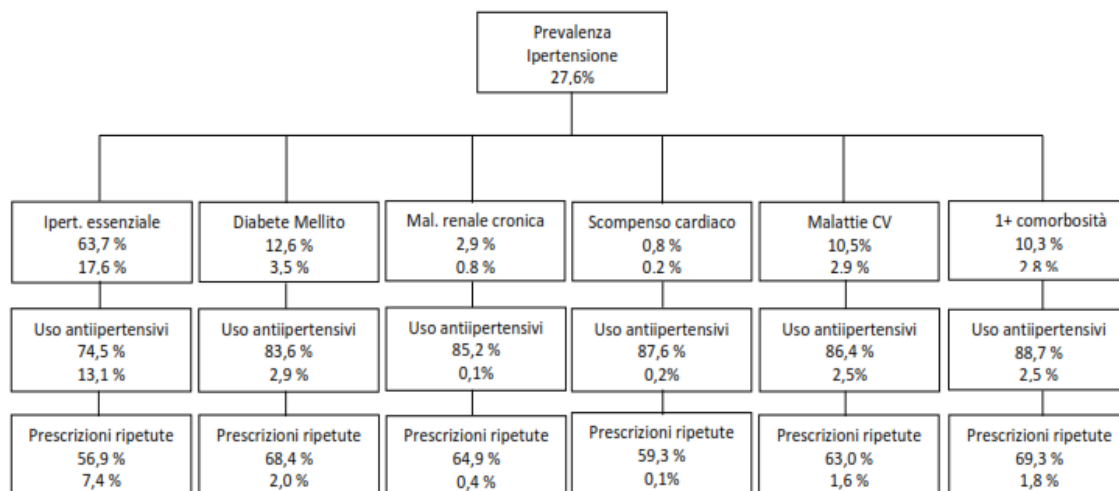 Prevalenza
Ipertensione
27,6%
Ipert. essenziale
63,7 %
17,6 %
Diabete Mellito
12,6 %
3,5 %
Mal. renale cronica
2,9 %
0.8 %
Scompenso cardiaco
0,8 %
0.2 %
Malattie CV
10,5%
2.9 %
1+ comorbosità
10,3 %
2.8 %
Uso antiipertensivi
74,5 %
13,1 %
Uso antiipertensivi
83,6 %
2,9 %
Uso antiipertensivi
85,2 %
0,1%
Uso antiipertensivi
87,6 %
0,2%
Uso antiipertensivi
86,4 %
2,5%
Uso antiipertensivi
88,7 %
2,5 %
Prescrizioni ripetute
56,9 %
7,4 %
Prescrizioni ripetute
68,4 %
2,0 %
Prescrizioni ripetute
64,9 %
0,4 %
Prescrizioni ripetute
59,3 %
0,1%
Prescrizioni ripetute
63,0 %
1,6 %
Prescrizioni ripetute
69,3 %
1,8 %